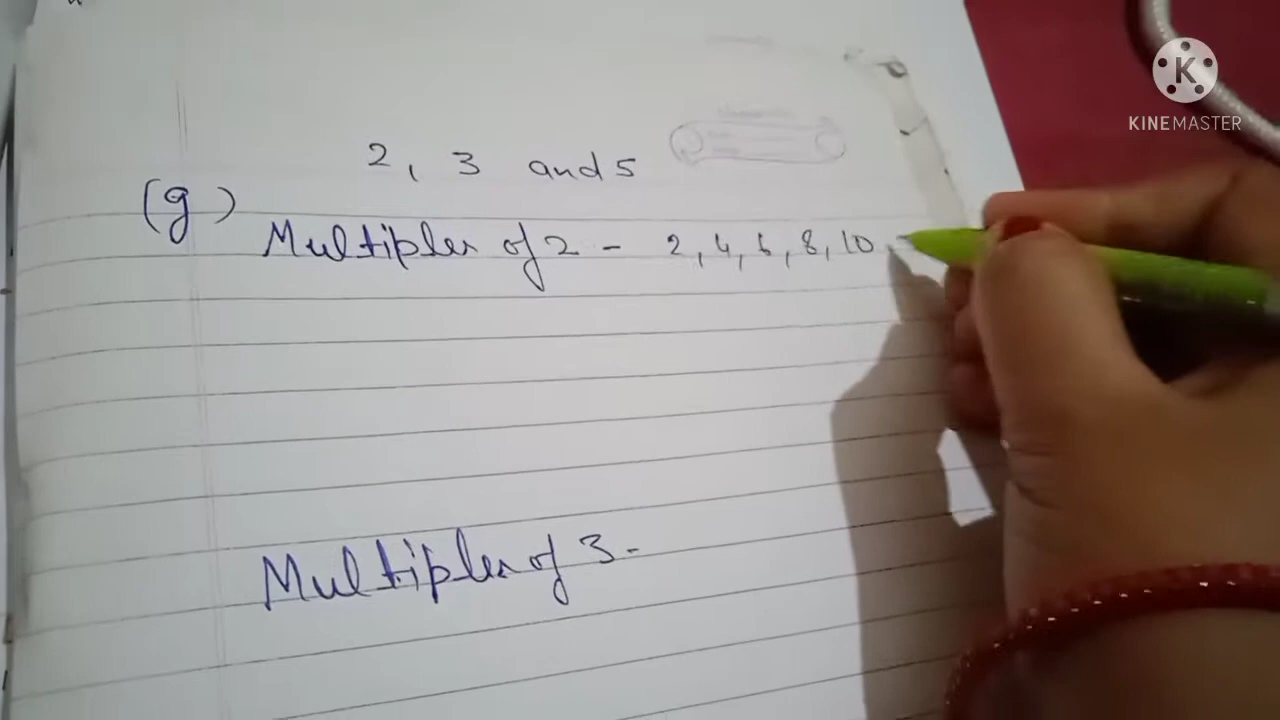 KINEMASTER
2, 3 and 5
(g)
Multiples of 2 - 2, 4, 6, 8, 10,
Multiples of 3 -